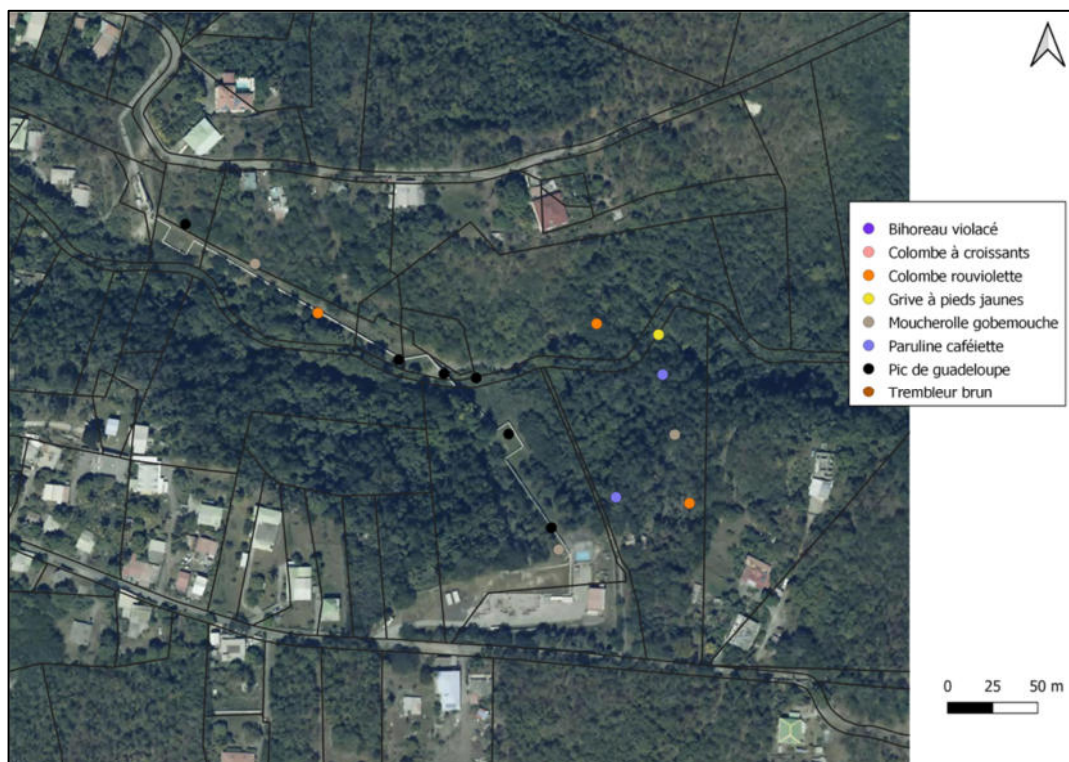 Bihoreau violacé
Colombe à croissants
Colombe rouviolette
Grive à pieds jaunes
Moucherolle gobemouche
Paruline caféiette
Pic de guadeloupe
Trembleur brun
0 25 50 m